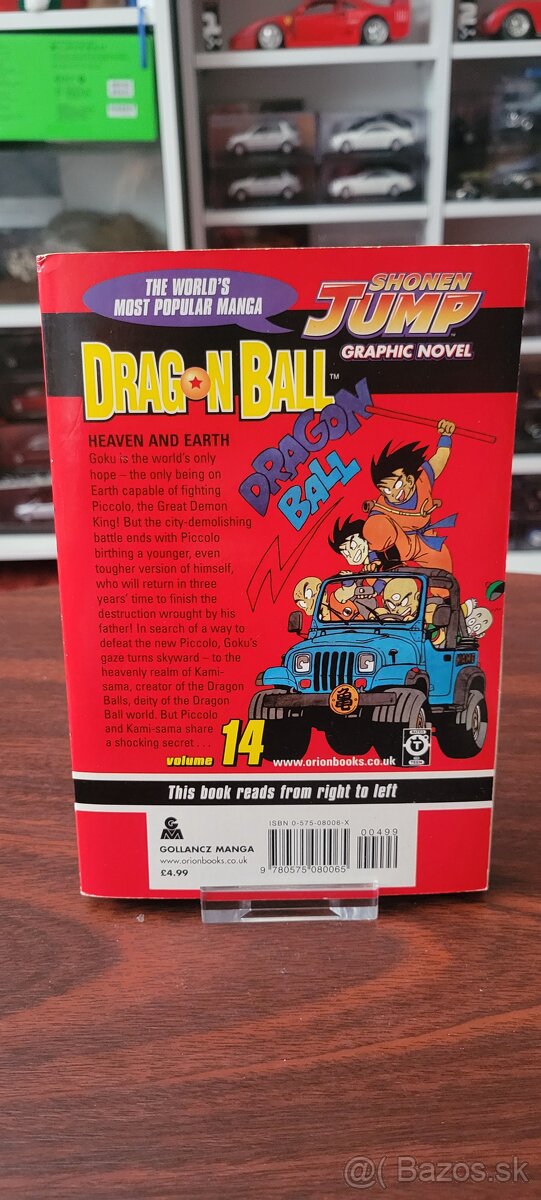 THE WORLD'S
MOST POPULAR MANGA
SHONEN
JUMP
GRAPHIC NOVEL
DRAGON BALL™
DRAGON
BALL
HEAVEN AND EARTH
Goku is the world's only
hope – the only being on
Earth capable of fighting
Piccolo, the Great Demon
King! But the city-demolishing
battle ends with Piccolo
birthing a younger, even
tougher version of himself,
who will return in three
years' time to finish the
destruction wrought by his
father! In search of a way to
defeat the new Piccolo, Goku's
gaze turns skyward – to the
heavenly realm of Kami-
sama, creator of the Dragon
Balls, deity of the Dragon
Ball world. But Piccolo
and Kami-sama share
a shocking secret . . .
volume 14
www.orionbooks.co.uk
RATED
T
TEEN
亀
This book reads from right to left
ISBN 0-575-08006-X
00499
9 780575 080065
GM
GOLLANCZ MANGA
www.orionbooks.co.uk
£4.99
@ Bazos.sk